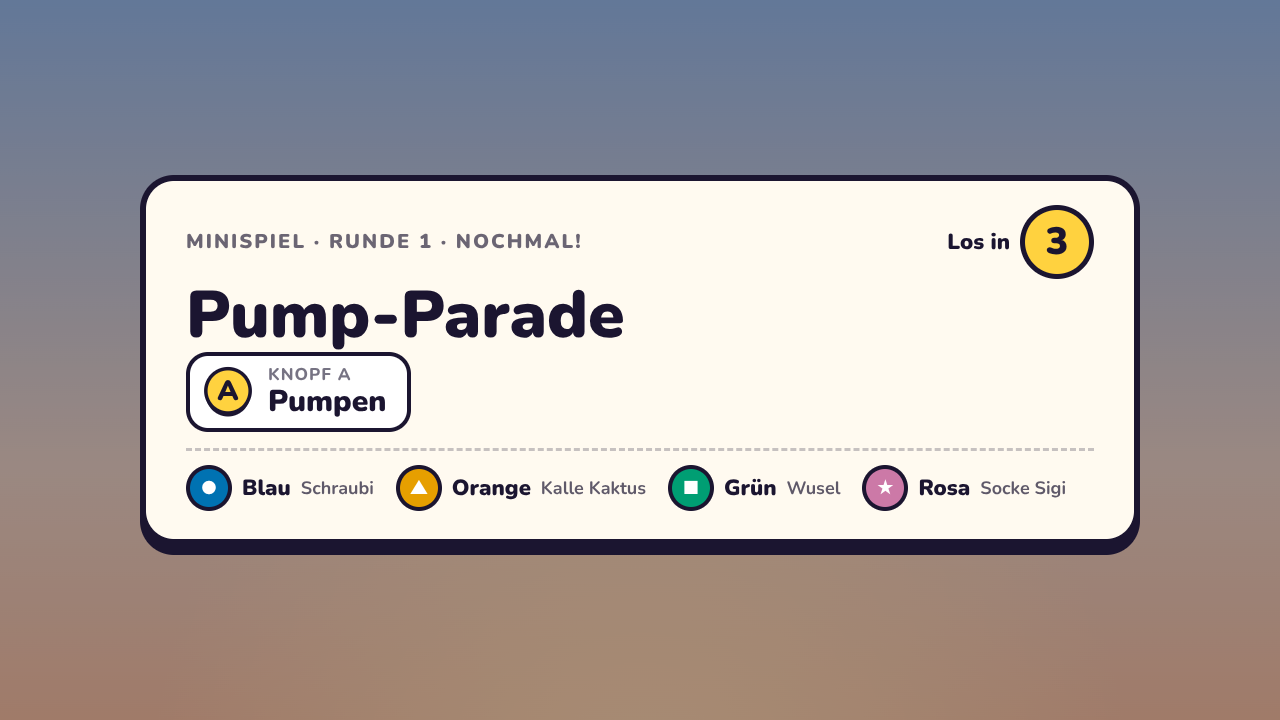 MINISPIEL · RUNDE 1 · NOCHMAL!
Los in 3
Pump-Parade
A
KNOPF A
Pumpen
Blau Schraubi Orange Kalle Kaktus Grün Wusel Rosa Socke Sigi